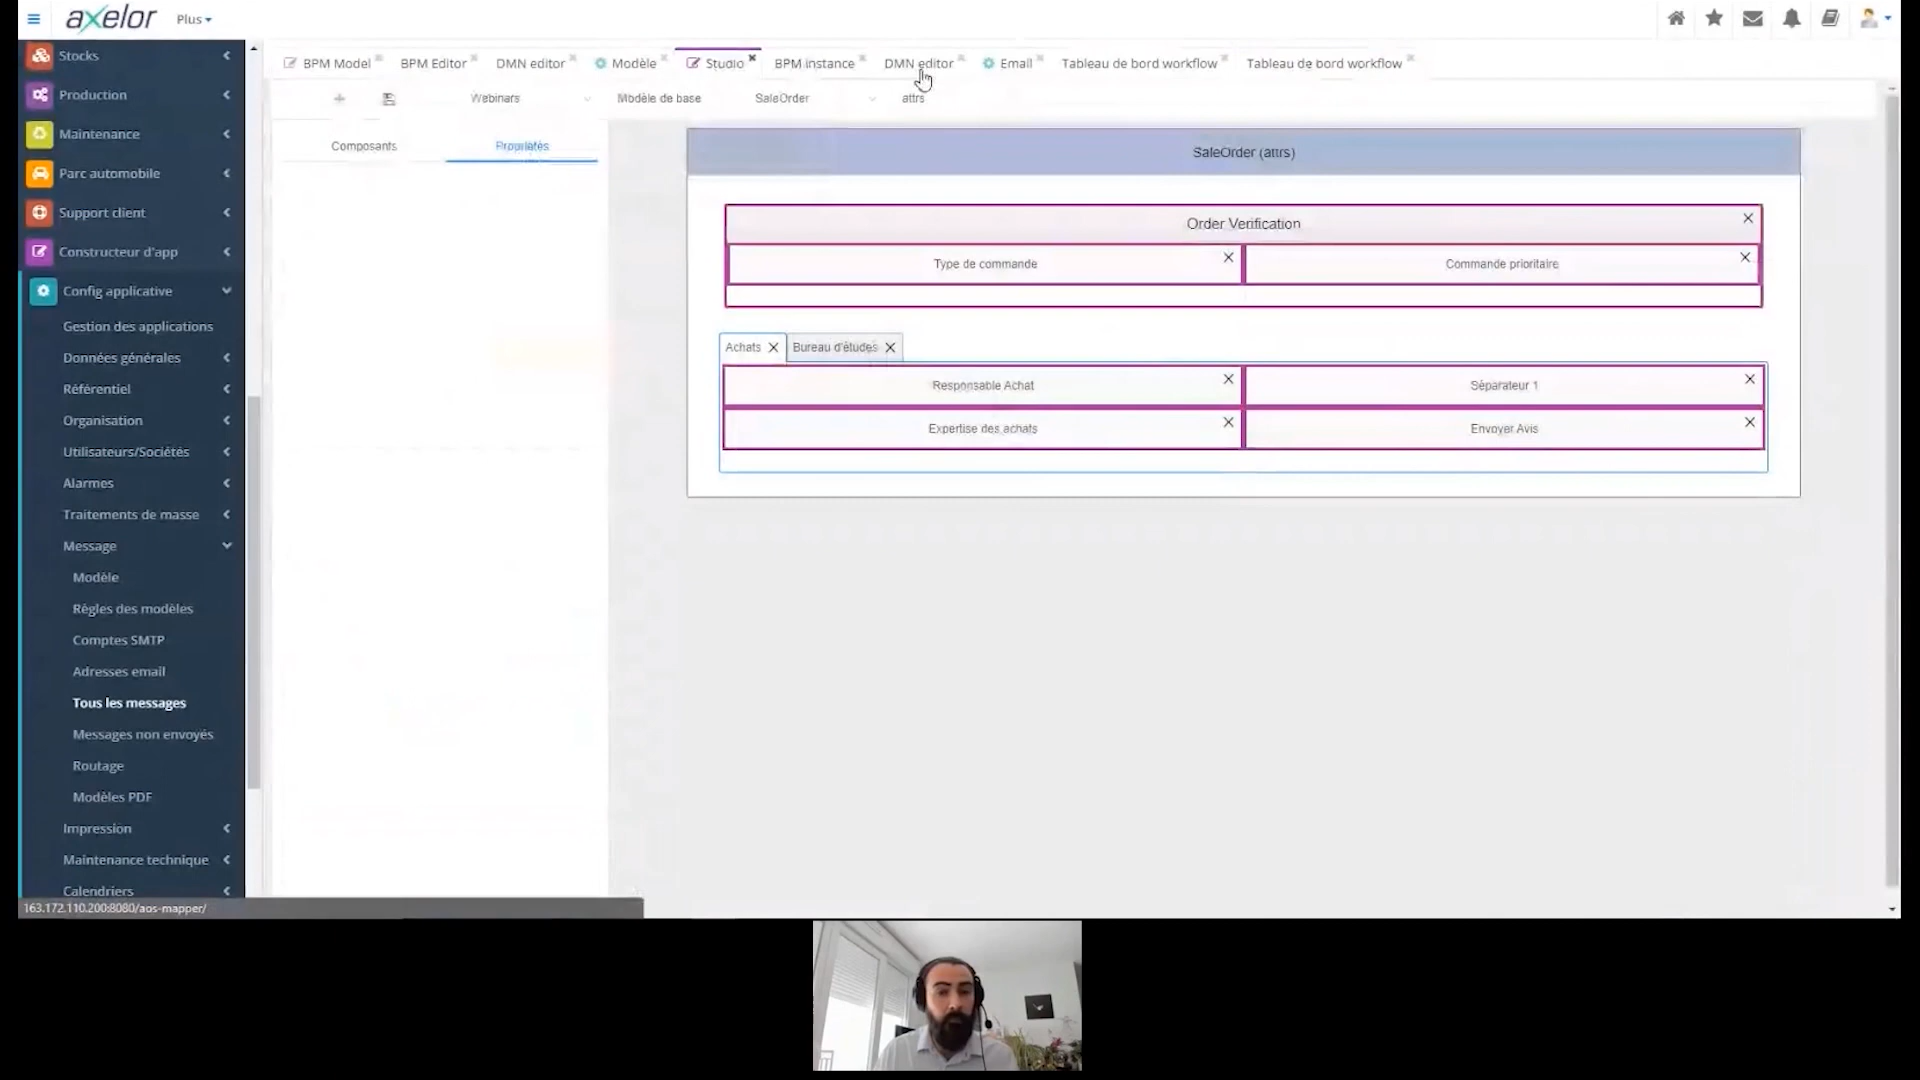 axelor Plus
BPM Model BPM Editor DMN editor Modèle Studio BPM instance DMN editor Email Tableau de bord workflow Tableau de bord workflow
Webinars Modèle de base SaleOrder attrs
Stocks
Production
Maintenance
Parc automobile
Support client
Constructeur d'app
Config applicative
Gestion des applications
Données générales
Référentiel
Organisation
Utilisateurs/Sociétés
Alarmes
Traitements de masse
Message
Modèle
Règles des modèles
Comptes SMTP
Adresses email
Tous les messages
Messages non envoyés
Routage
Modèles PDF
Impression
Maintenance technique
Calendriers
163.172.110.200:8080/aos-mapper/
Composants Propriétés
SaleOrder (attrs)
Order Verification
Type de commande Commande prioritaire
Achats Bureau d'études
Responsable Achat Séparateur 1
Expertise des achats Envoyer Avis